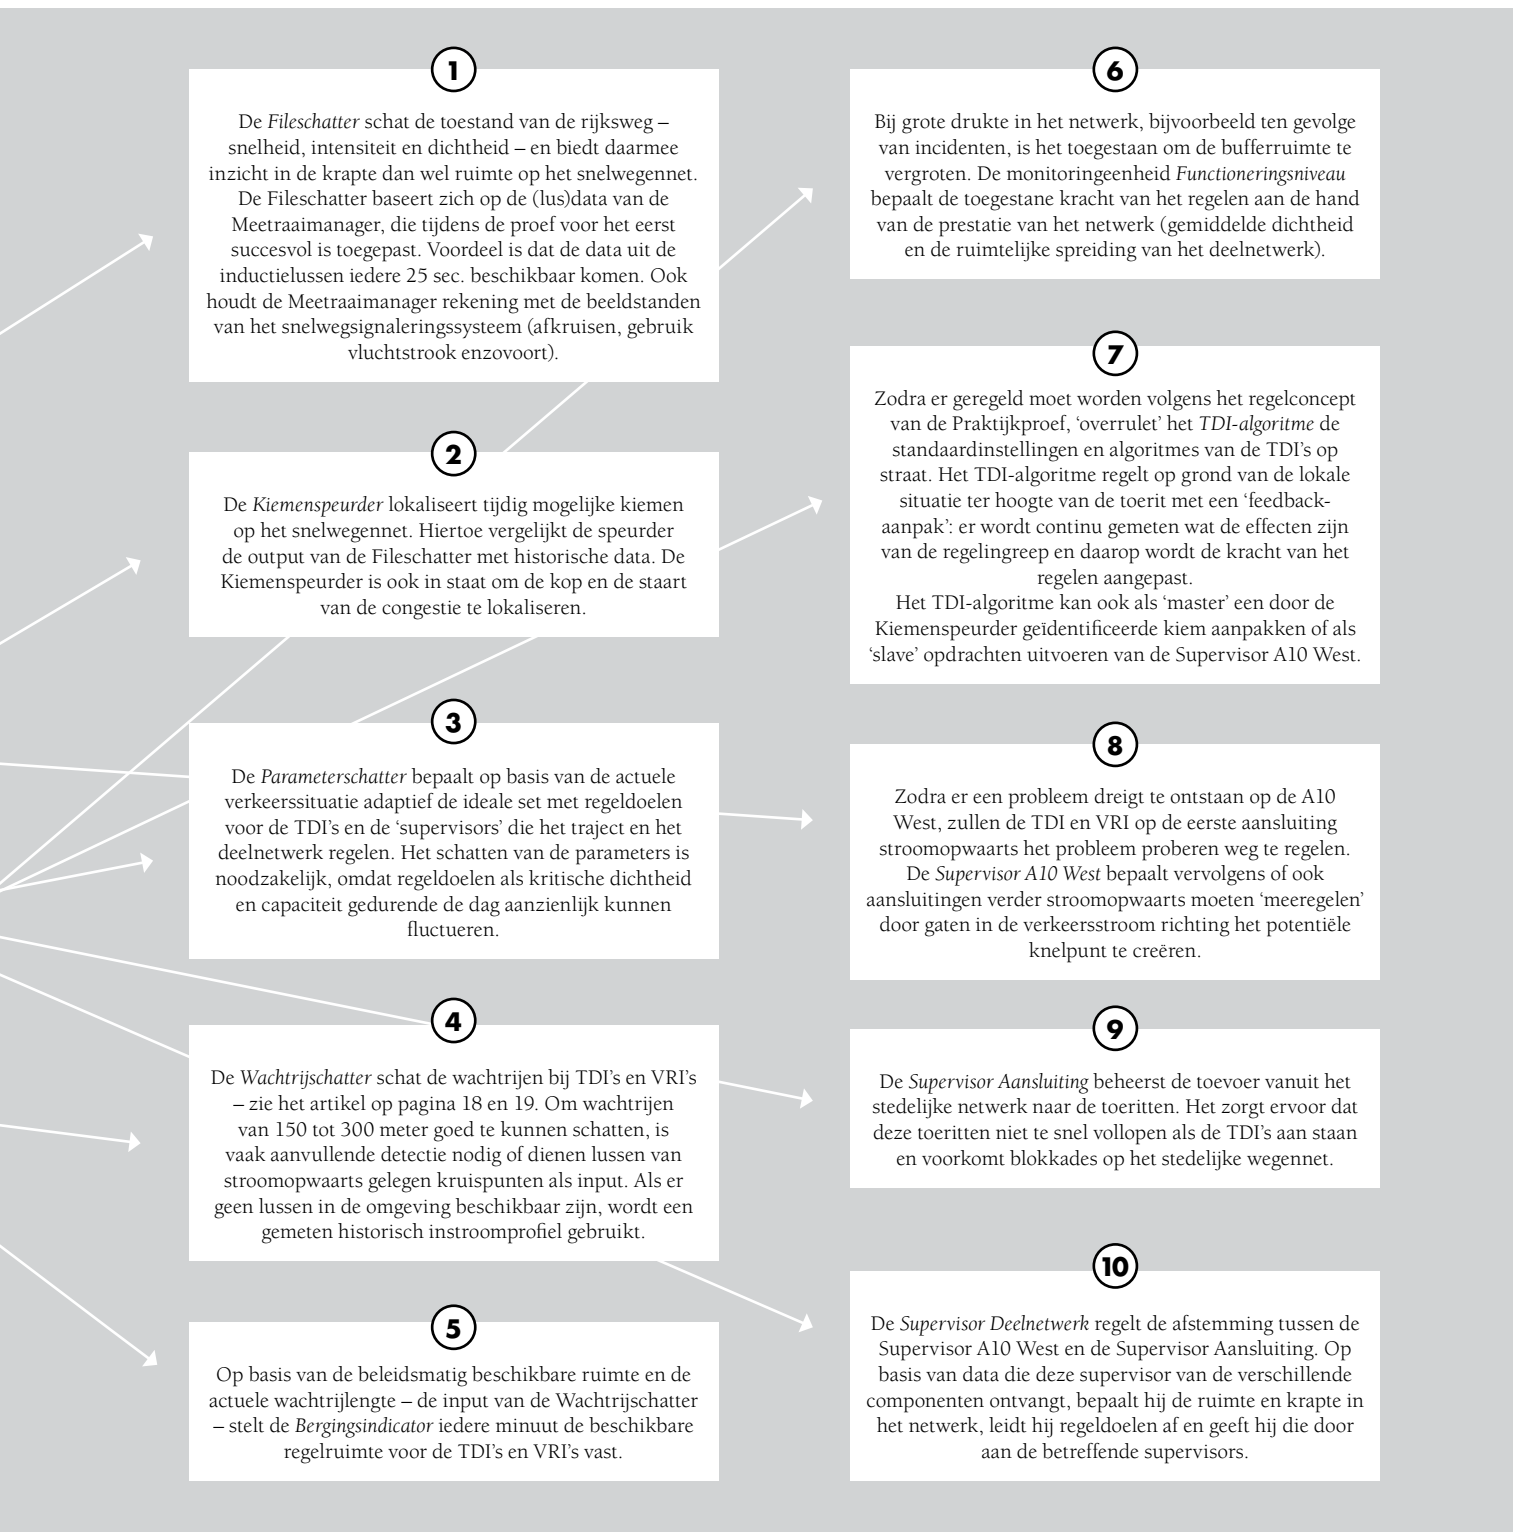 1
De Fileschatter schat de toestand van de rijksweg –
snelheid, intensiteit en dichtheid – en biedt daarmee
inzicht in de krapte dan wel ruimte op het snelwegennet.
De Fileschatter baseert zich op de (lus)data van de
Meetraaimanager, die tijdens de proef voor het eerst
succesvol is toegepast. Voordeel is dat de data uit de
inductielussen iedere 25 sec. beschikbaar komen. Ook
houdt de Meetraaimanager rekening met de beeldstanden
van het snelwegsignaleringssysteem (afkruisen, gebruik
vluchtstrook enzovoort).
2
De Kiemenspeurder lokaliseert tijdig mogelijke kiemen
op het snelwegennet. Hiertoe vergelijkt de speurder
de output van de Fileschatter met historische data. De
Kiemenspeurder is ook in staat om de kop en de staart
van de congestie te lokaliseren.
3
De Parameterschatter bepaalt op basis van de actuele
verkeerssituatie adaptief de ideale set met regeldoelen
voor de TDI's en de ‘supervisors’ die het traject en het
deelnetwerk regelen. Het schatten van de parameters is
noodzakelijk, omdat regeldoelen als kritische dichtheid
en capaciteit gedurende de dag aanzienlijk kunnen
fluctueren.
4
De Wachtrijschatter schat de wachtrijen bij TDI's en VRI's
– zie het artikel op pagina 18 en 19. Om wachtrijen
van 150 tot 300 meter goed te kunnen schatten, is
vaak aanvullende detectie nodig of dienen lussen van
stroomopwaarts gelegen kruispunten als input. Als er
geen lussen in de omgeving beschikbaar zijn, wordt een
gemeten historisch instroomprofiel gebruikt.
5
Op basis van de beleidsmatig beschikbare ruimte en de
actuele wachtrijlengte – de input van de Wachtrijschatter
– stelt de Bergingsindicator iedere minuut de beschikbare
regelruimte voor de TDI's en VRI's vast.
6
Bij grote drukte in het netwerk, bijvoorbeeld ten gevolge
van incidenten, is het toegestaan om de bufferruimte te
vergroten. De monitoringeenheid Functioneringsniveau
bepaalt de toegestane kracht van het regelen aan de hand
van de prestatie van het netwerk (gemiddelde dichtheid
en de ruimtelijke spreiding van het deelnetwerk).
7
Zodra er geregeld moet worden volgens het regelconcept
van de Praktijkproef, ‘overrulet’ het TDI-algoritme de
standaardinstellingen en algoritmes van de TDI's op
straat. Het TDI-algoritme regelt op grond van de lokale
situatie ter hoogte van de toerit met een ‘feedback-
aanpak’: er wordt continu gemeten wat de effecten zijn
van de regelingreep en daarop wordt de kracht van het
regelen aangepast.
Het TDI-algoritme kan ook als ‘master’ een door de
Kiemenspeurder geïdentificeerde kiem aanpakken of als
‘slave’ opdrachten uitvoeren van de Supervisor A10 West.
8
Zodra er een probleem dreigt te ontstaan op de A10
West, zullen de TDI en VRI op de eerste aansluiting
stroomopwaarts het probleem proberen weg te regelen.
De Supervisor A10 West bepaalt vervolgens of ook
aansluitingen verder stroomopwaarts moeten ‘meeregelen’
door gaten in de verkeersstroom richting het potentiële
knelpunt te creëren.
9
De Supervisor Aansluiting beheerst de toevoer vanuit het
stedelijke netwerk naar de toeritten. Het zorgt ervoor dat
deze toeritten niet te snel vollopen als de TDI's aan staan
en voorkomt blokkades op het stedelijke wegennet.
10
De Supervisor Deelnetwerk regelt de afstemming tussen de
Supervisor A10 West en de Supervisor Aansluiting. Op
basis van data die deze supervisor van de verschillende
componenten ontvangt, bepaalt hij de ruimte en krapte in
het netwerk, leidt hij regeldoelen af en geeft hij die door
aan de betreffende supervisors.